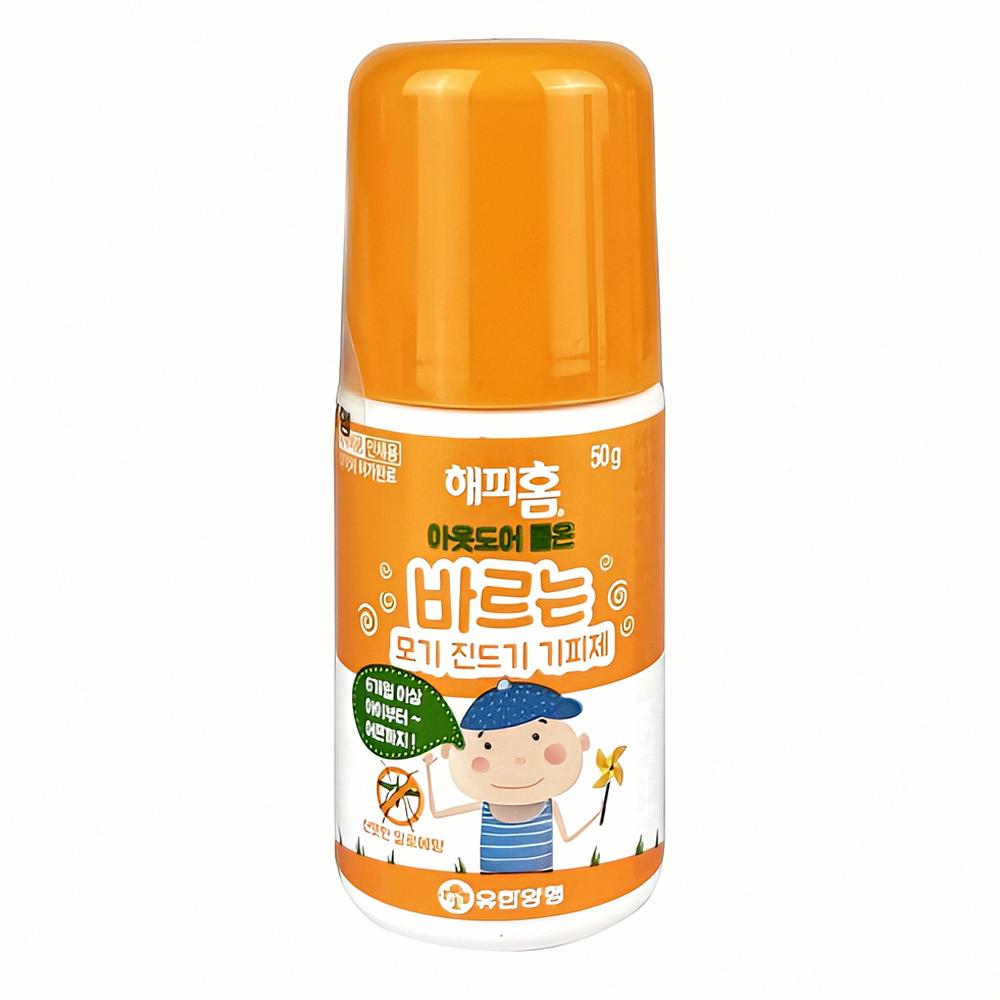 50g
해피홈
아웃도어 롤온
바르는
모기 진드기 기피제
6개월 이상
아이부터~
어른까지!
유한양행